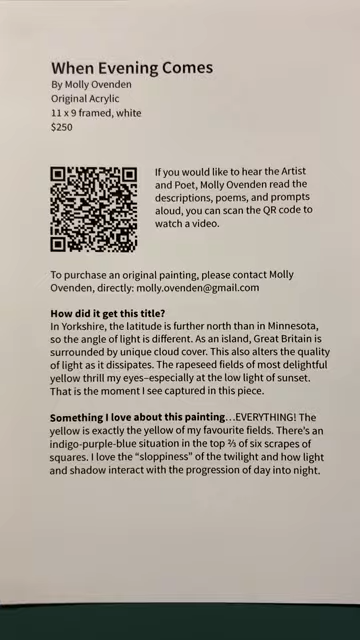 When Evening Comes
By Molly Ovenden
Original Acrylic
11 x 9 framed, white
$250
If you would like to hear the Artist
and Poet, Molly Ovenden read the
descriptions, poems, and prompts
aloud, you can scan the QR code to
watch a video.
To purchase an original painting, please contact Molly
Ovenden, directly: molly.ovenden@gmail.com
How did it get this title?
In Yorkshire, the latitude is further north than in Minnesota,
so the angle of light is different. As an island, Great Britain is
surrounded by unique cloud cover. This also alters the quality
of light as it dissipates. The rapeseed fields of most delightful
yellow thrill my eyes–especially at the low light of sunset.
That is the moment I see captured in this piece.
Something I love about this painting…EVERYTHING! The
yellow is exactly the yellow of my favourite fields. There's an
indigo-purple-blue situation in the top ⅔ of six scrapes of
squares. I love the “sloppiness” of the twilight and how light
and shadow interact with the progression of day into night.